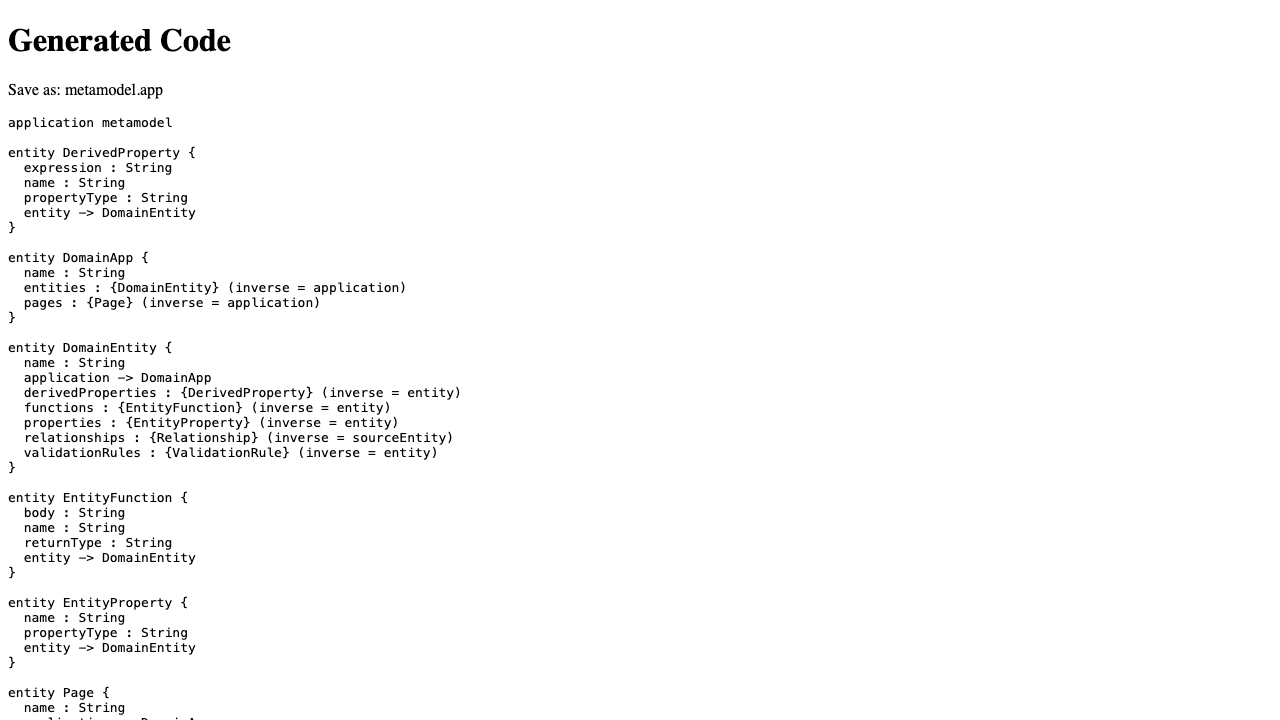 Generated Code
Save as: metamodel.app
application metamodel
entity DerivedProperty {
  expression : String
  name : String
  propertyType : String
  entity -> DomainEntity
}
entity DomainApp {
  name : String
  entities : {DomainEntity} (inverse = application)
  pages : {Page} (inverse = application)
}
entity DomainEntity {
  name : String
  application -> DomainApp
  derivedProperties : {DerivedProperty} (inverse = entity)
  functions : {EntityFunction} (inverse = entity)
  properties : {EntityProperty} (inverse = entity)
  relationships : {Relationship} (inverse = sourceEntity)
  validationRules : {ValidationRule} (inverse = entity)
}
entity EntityFunction {
  body : String
  name : String
  returnType : String
  entity -> DomainEntity
}
entity EntityProperty {
  name : String
  propertyType : String
  entity -> DomainEntity
}
entity Page {
  name : String